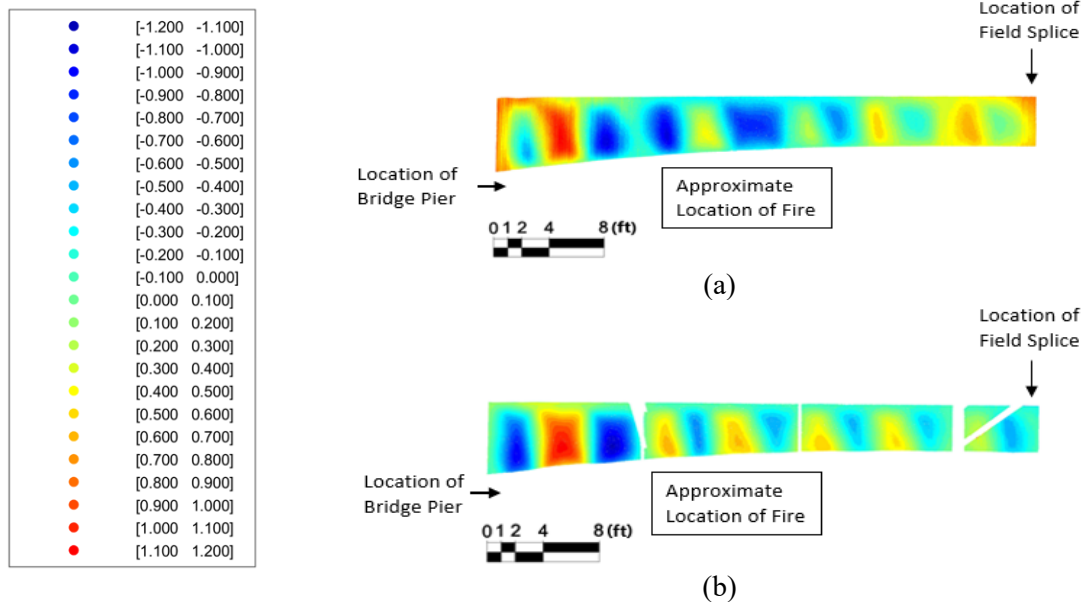 [-1.200 -1.100]
[-1.100 -1.000]
[-1.000 -0.900]
[-0.900 -0.800]
[-0.800 -0.700]
[-0.700 -0.600]
[-0.600 -0.500]
[-0.500 -0.400]
[-0.400 -0.300]
[-0.300 -0.200]
[-0.200 -0.100]
[-0.100 0.000]
[0.000 0.100]
[0.100 0.200]
[0.200 0.300]
[0.300 0.400]
[0.400 0.500]
[0.500 0.600]
[0.600 0.700]
[0.700 0.800]
[0.800 0.900]
[0.900 1.000]
[1.000 1.100]
[1.100 1.200]
Location of
Field Splice
Location of
Bridge Pier
Approximate
Location of Fire
0 1 2 4 8 (ft)
(a)
Location of
Field Splice
Location of
Bridge Pier
Approximate
Location of Fire
0 1 2 4 8 (ft)
(b)